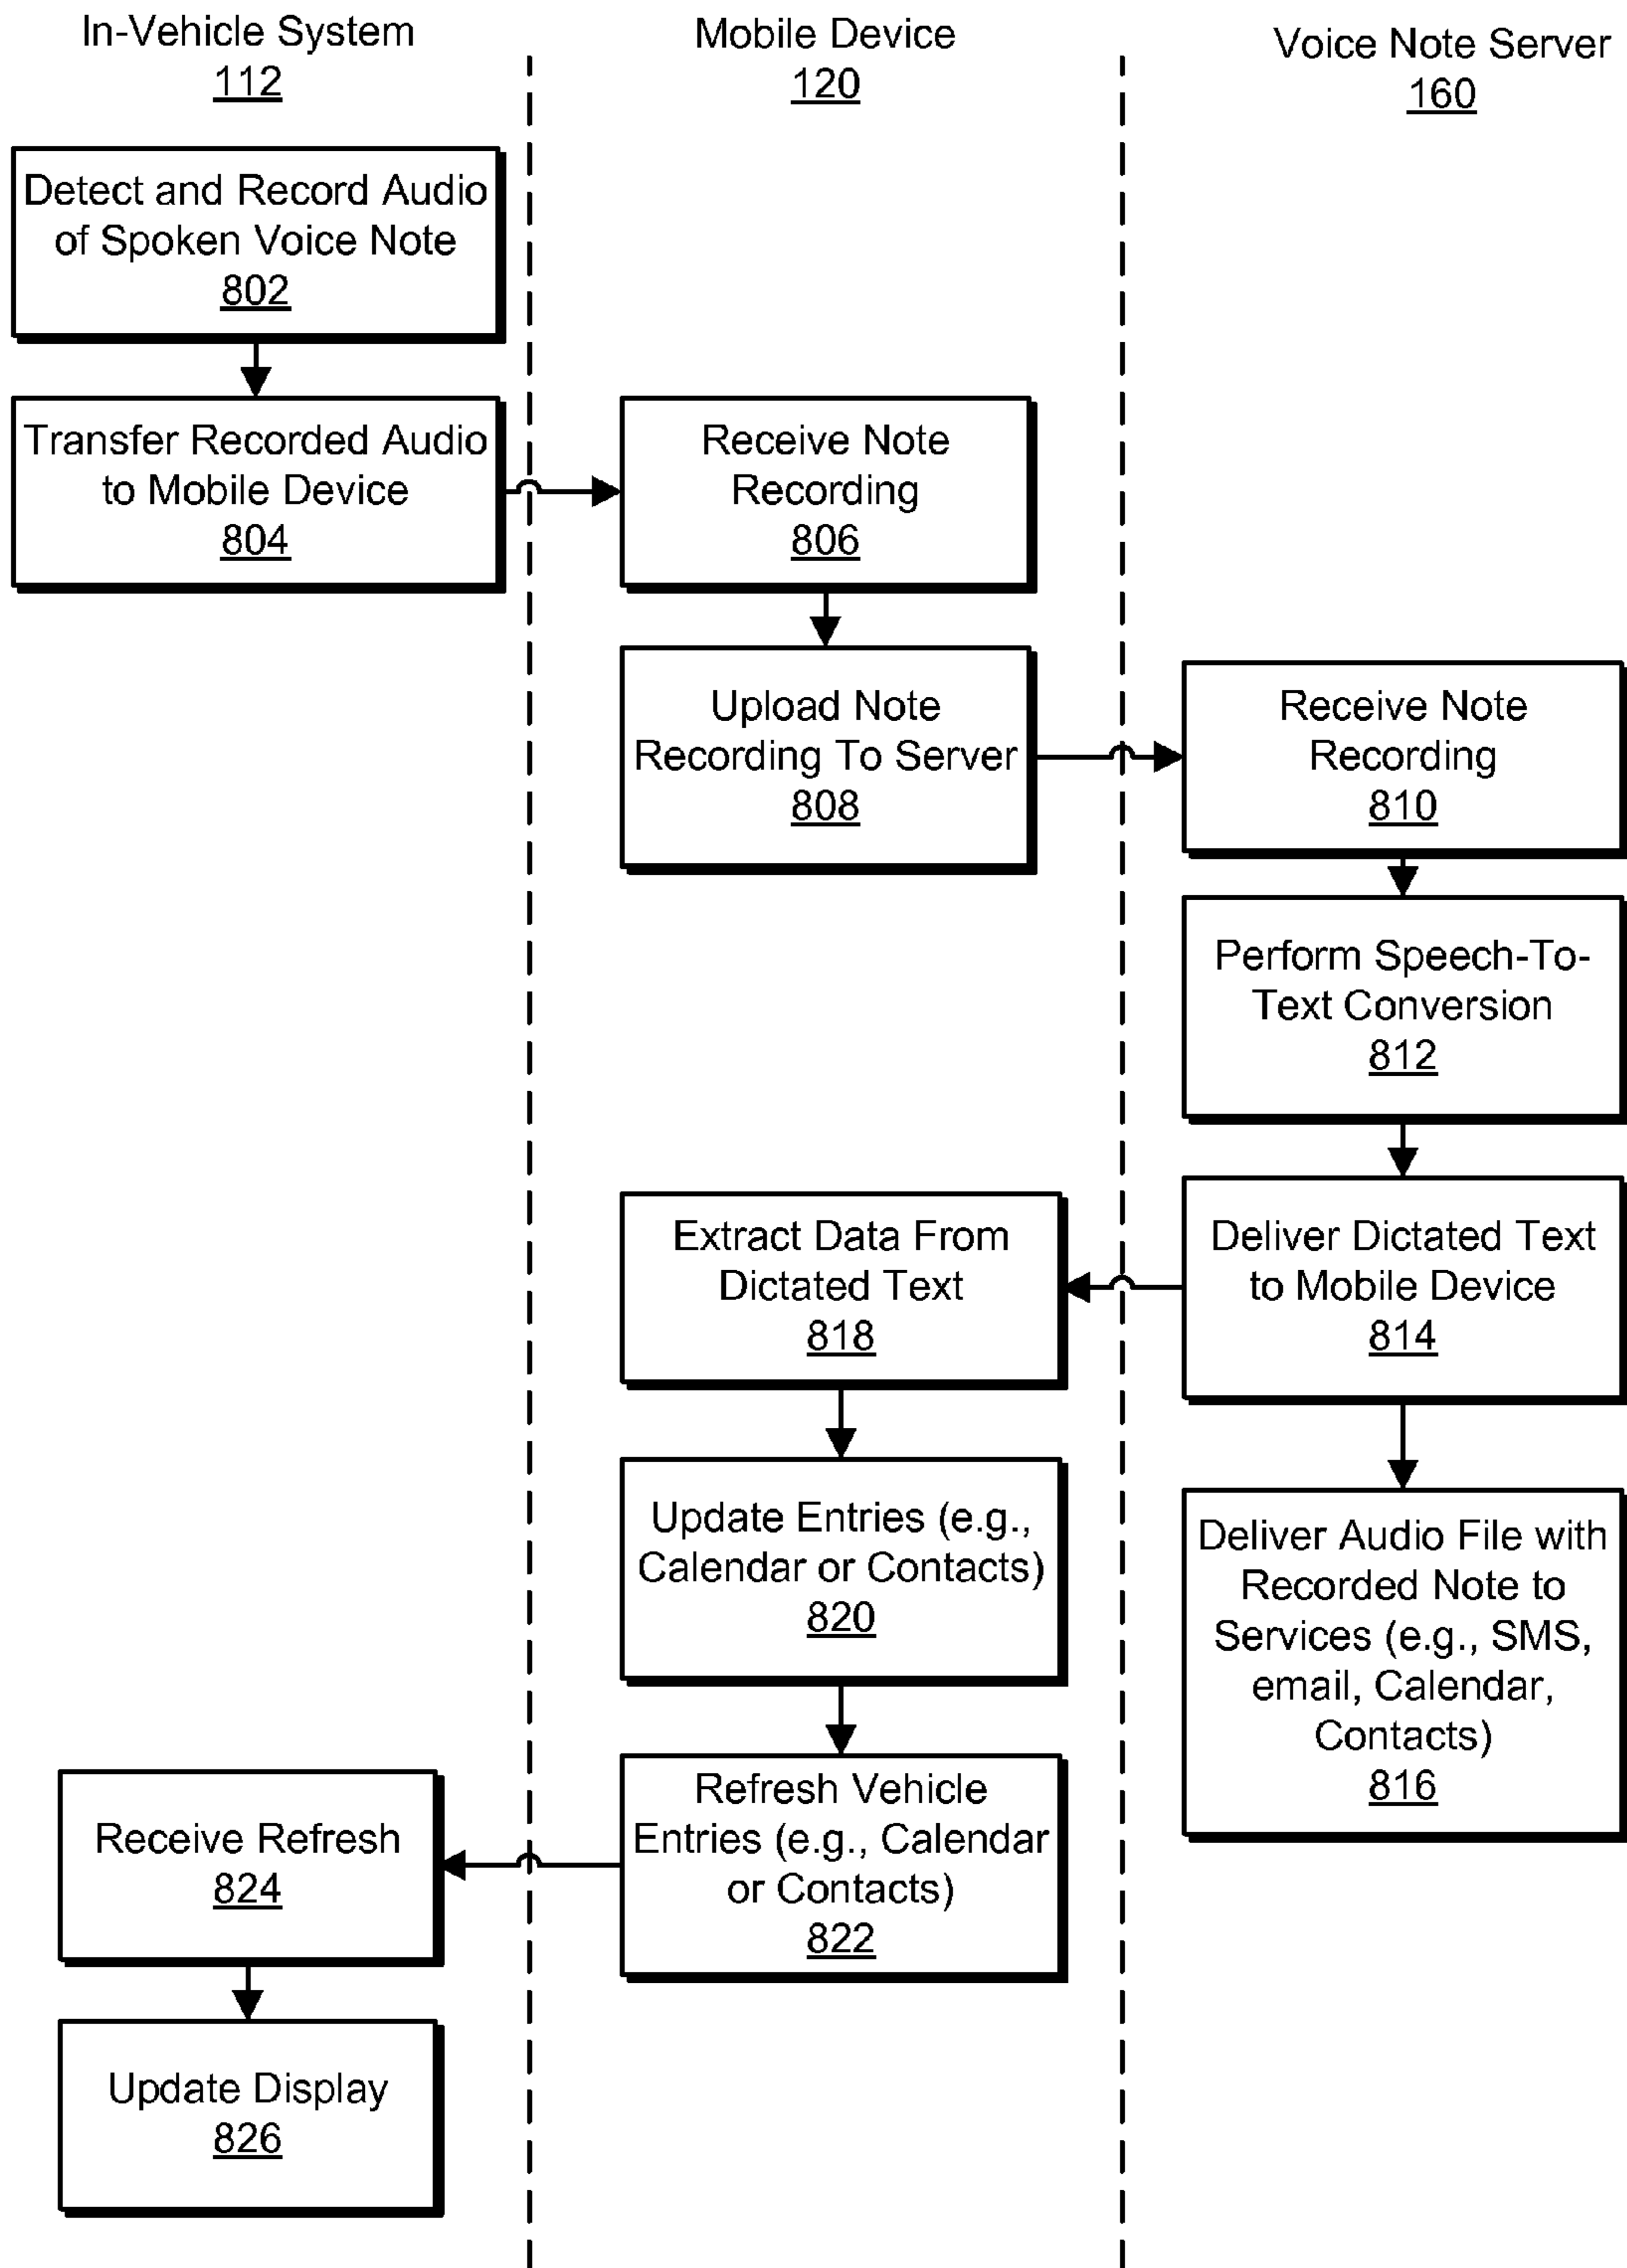 In-Vehicle System
112
Mobile Device
120
Voice Note Server
160
Detect and Record Audio
of Spoken Voice Note
802
Transfer Recorded Audio
to Mobile Device
804
Receive Note
Recording
806
Upload Note
Recording To Server
808
Receive Note
Recording
810
Perform Speech-To-
Text Conversion
812
Deliver Dictated Text
to Mobile Device
814
Deliver Audio File with
Recorded Note to
Services (e.g., SMS,
email, Calendar,
Contacts)
816
Extract Data From
Dictated Text
818
Update Entries (e.g.,
Calendar or Contacts)
820
Refresh Vehicle
Entries (e.g., Calendar
or Contacts)
822
Receive Refresh
824
Update Display
826